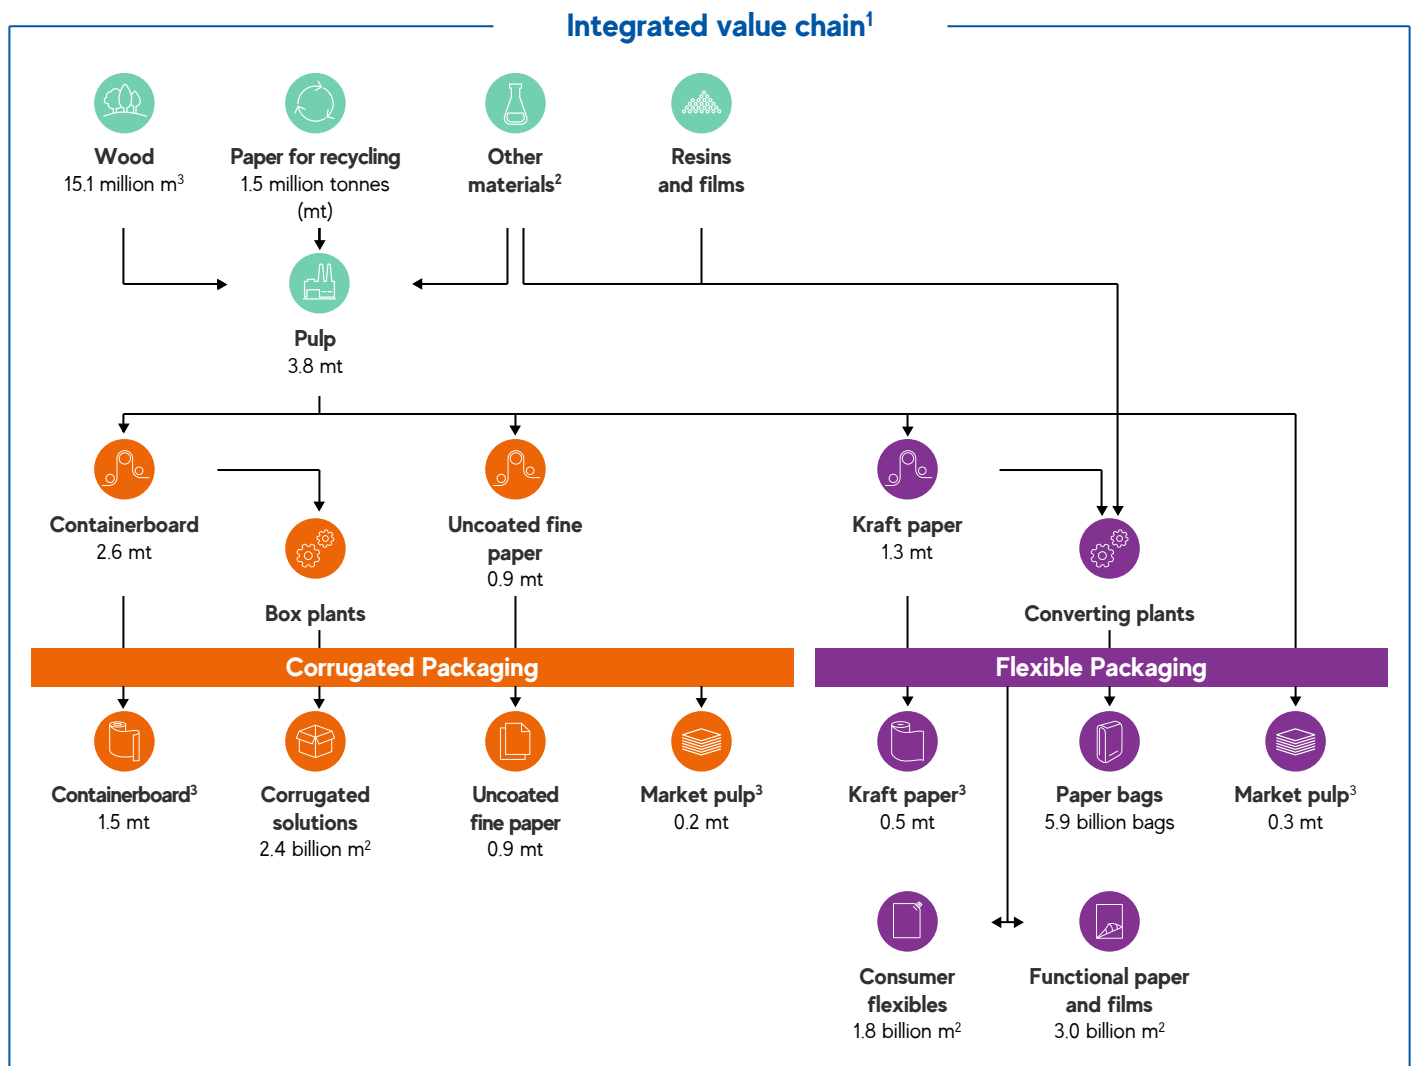 Integrated value chain¹
Wood
15.1 million m³
Paper for recycling
1.5 million tonnes
(mt)
Other
materials²
Resins
and films
Pulp
3.8 mt
Containerboard
2.6 mt
Box plants
Uncoated fine
paper
0.9 mt
Kraft paper
1.3 mt
Converting plants
Corrugated Packaging
Flexible Packaging
Containerboard³
1.5 mt
Corrugated
solutions
2.4 billion m²
Uncoated
fine paper
0.9 mt
Market pulp³
0.2 mt
Kraft paper³
0.5 mt
Paper bags
5.9 billion bags
Market pulp³
0.3 mt
Consumer
flexibles
1.8 billion m²
Functional paper
and films
3.0 billion m²